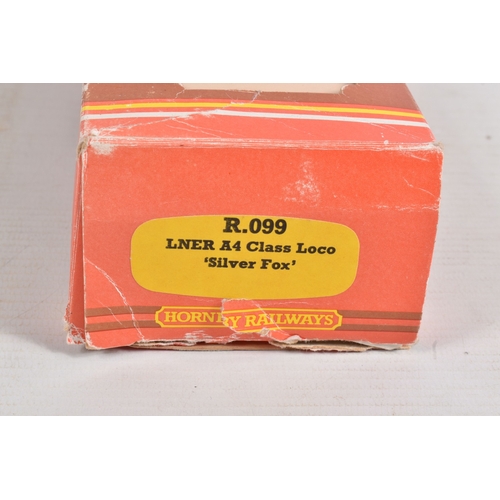 R.099
LNER A4 Class Loco
'Silver Fox'
HORNBY RAILWAYS